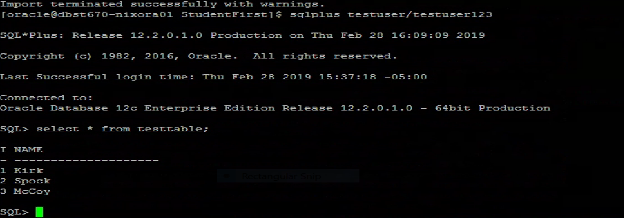 Import terminated successfully with warnings.
[oracle@dbst670-nixora01 StudentFirst]$ sqlplus testuser/testuser123
SQL*Plus: Release 12.2.0.1.0 Production on Thu Feb 28 16:09:09 2019
Copyright (c) 1982, 2016, Oracle. All rights reserved.
Last Successful login time: Thu Feb 28 2019 15:37:18 -05:00
Connected to:
Oracle Database 12c Enterprise Edition Release 12.2.0.1.0 - 64bit Production
SQL> select * from testtable;
T NAME
- --------------------
1 Kirk
2 Spock
3 McCoy
SQL>